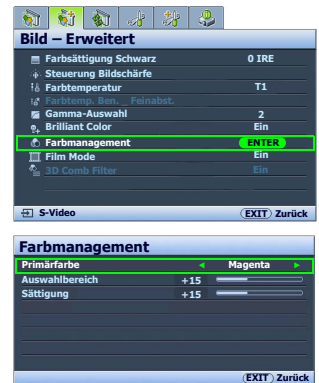 Bild – Erweitert
Farbsättigung Schwarz 0 IRE
Steuerung Bildschärfe
Farbtemperatur T1
Farbtemp. Ben. _ Feinabst.
Gamma-Auswahl 2
Brilliant Color Ein
Farbmanagement ENTER
Film Mode Ein
3D Comb Filter Ein
S-Video EXIT Zurück
Farbmanagement
Primärfarbe Magenta
Auswahlbereich +15
Sättigung +15
EXIT Zurück